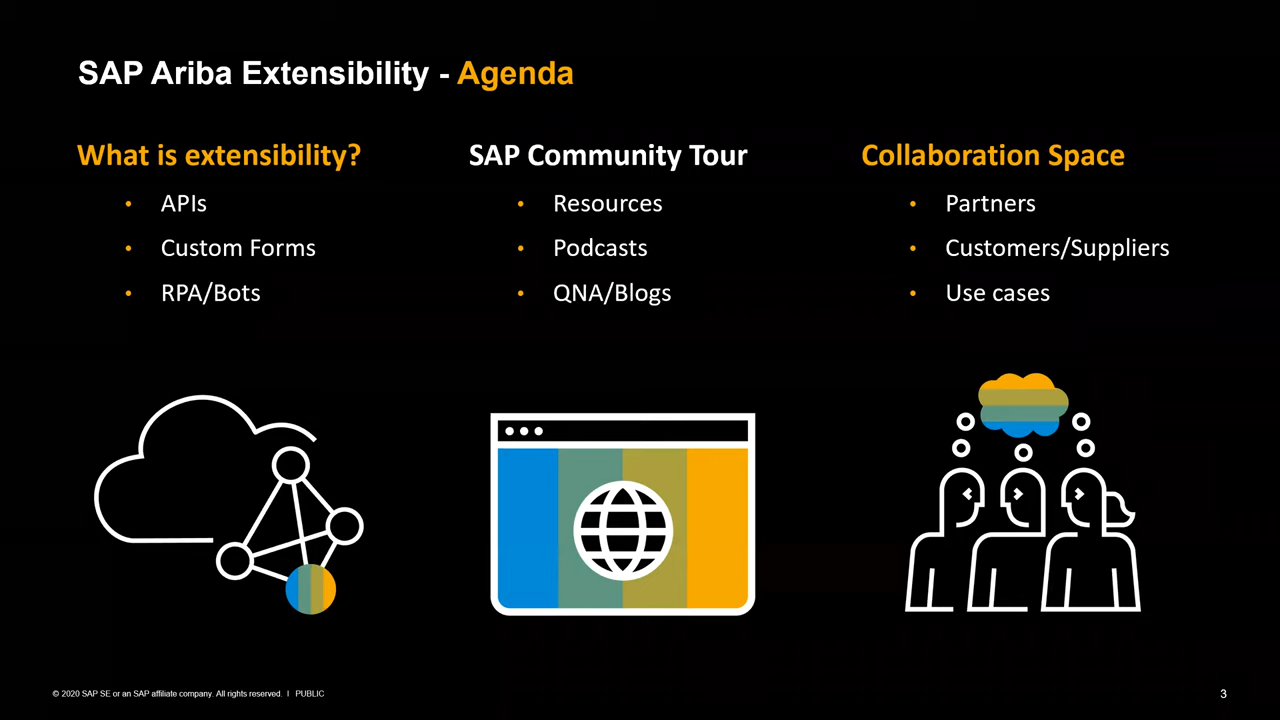 SAP Ariba Extensibility - Agenda
What is extensibility?
• APIs
• Custom Forms
• RPA/Bots
SAP Community Tour
• Resources
• Podcasts
• QNA/Blogs
Collaboration Space
• Partners
• Customers/Suppliers
• Use cases
© 2020 SAP SE or an SAP affiliate company. All rights reserved. I PUBLIC
3